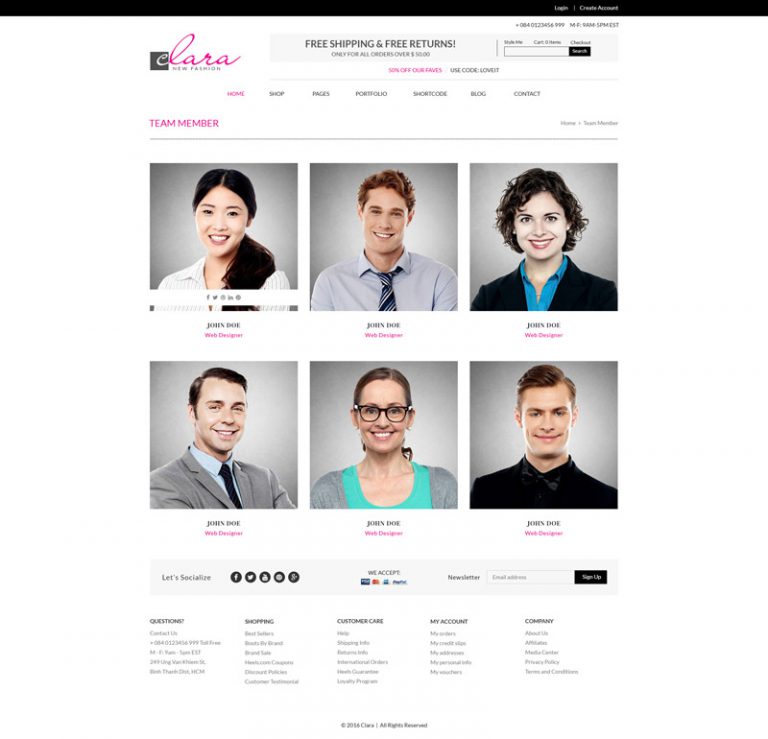 Login | Create Account
+ 084 0123456 999 M-F: 9AM-5PM EST
clara
NEW FASHION
FREE SHIPPING & FREE RETURNS!
ONLY FOR ALL ORDERS OVER $ 50.00
Style Me Cart: 0 Items Checkout
Search
50% OFF OUR FAVES | USE CODE: LOVEIT
HOME SHOP PAGES PORTFOLIO SHORTCODE BLOG CONTACT
TEAM MEMBER
Home Team Member
JOHN DOE JOHN DOE JOHN DOE
Web Designer Web Designer Web Designer
JOHN DOE JOHN DOE JOHN DOE
Web Designer Web Designer Web Designer
Let's Socialize
WE ACCEPT:
VISA PayPal
Newsletter Email address Sign Up
QUESTIONS?
Contact Us
+ 084 0123456 999 Toll Free
M - F: 9am - 5pm EST
249 Ung Van Khiem St,
Binh Thanh Dist, HCM
SHOPPING
Best Sellers
Boots By Brand
Brand Sale
Heels.com Coupons
Discount Policies
Customer Testimonial
CUSTOMER CARE
Help
Shipping Info
Returns Info
International Orders
Heels Guarantee
Loyalty Program
MY ACCOUNT
My orders
My credit slips
My addresses
My personal info
My vouchers
COMPANY
About Us
Affiliates
Media Center
Privacy Policy
Terms and Conditions
© 2016 Clara | All Rights Reserved